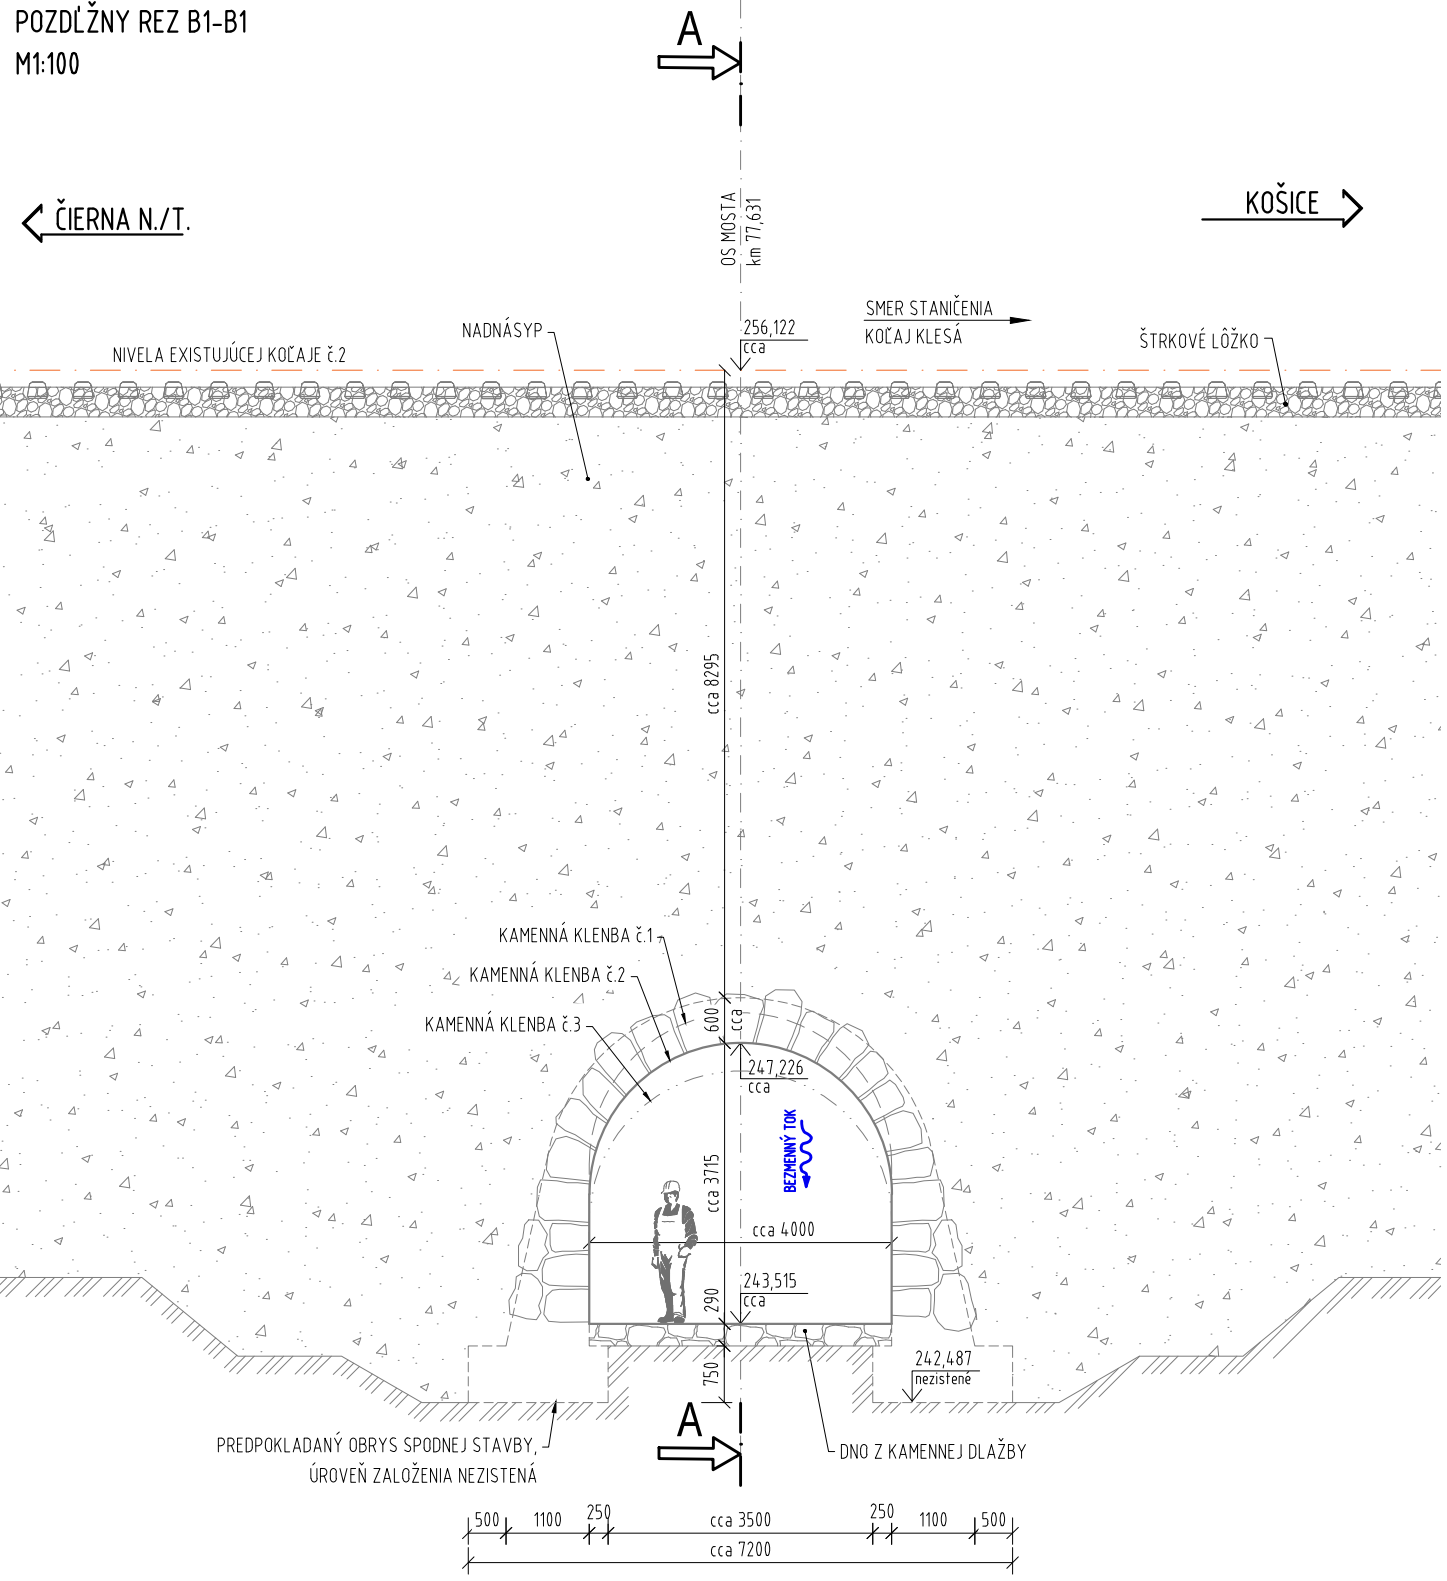 POZDĹŽNY REZ B1-B1
M1:100
A
ČIERNA N./T.
KOŠICE
OS MOSTA
km 77,631
SMER STANIČENIA
KOĽAJ KLESÁ
256,122
cca
NADNÁSYP
ŠTRKOVÉ LÔŽKO
NIVELA EXISTUJÚCEJ KOĽAJE č.2
cca 8295
KAMENNÁ KLENBA č.1
KAMENNÁ KLENBA č.2
KAMENNÁ KLENBA č.3
600
cca
247,226
cca
BEZMENNÝ TOK
cca 3715
cca 4000
243,515
cca
290
750
242,487
nezistené
A
PREDPOKLADANÝ OBRYS SPODNEJ STAVBY,
ÚROVEŇ ZALOŽENIA NEZISTENÁ
DNO Z KAMENNEJ DLAŽBY
500 1100 250 cca 3500 250 1100 500
cca 7200